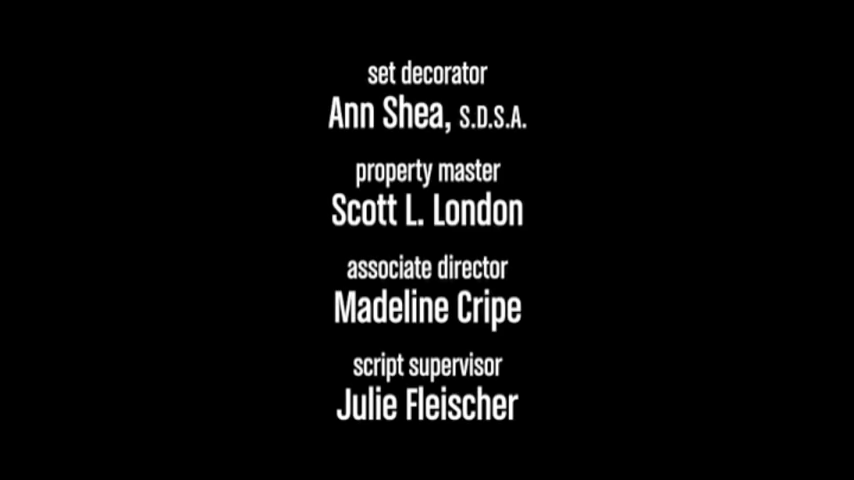 set decorator
Ann Shea, S.D.S.A.
property master
Scott L. London
associate director
Madeline Cripe
script supervisor
Julie Fleischer